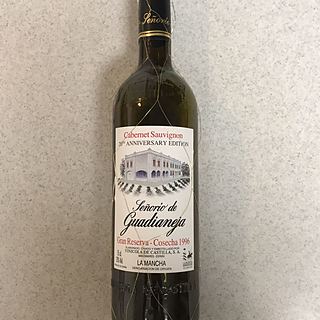 Señorío
Cabernet Sauvignon
20th ANNIVERSARY EDITION
Señorío de
Guadianeja
Gran Reserva - Cosecha 1996
VINICOLA DE CASTILLA, S. A.
LA MANCHA
DENOMINACION DE ORIGEN